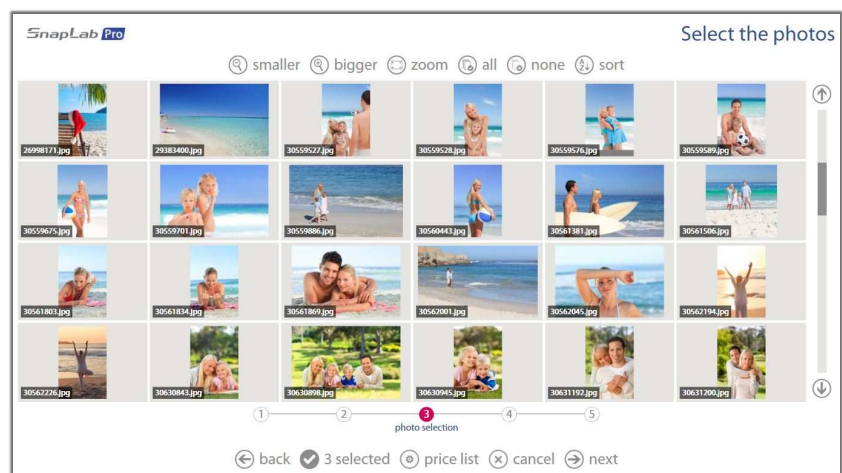 SnapLab Pro
Select the photos
smaller bigger zoom all none sort
26998171.jpg 29383400.jpg 30559527.jpg 30559528.jpg 30559576.jpg 30559589.jpg
30559675.jpg 30559701.jpg 30559886.jpg 30560443.jpg 30561381.jpg 30561506.jpg
30561803.jpg 30561834.jpg 30561869.jpg 30562001.jpg 30562045.jpg 30562194.jpg
30562226.jpg 30630843.jpg 30630898.jpg 30630945.jpg 30631192.jpg 30631200.jpg
1 2 3 4 5
photo selection
back 3 selected price list cancel next